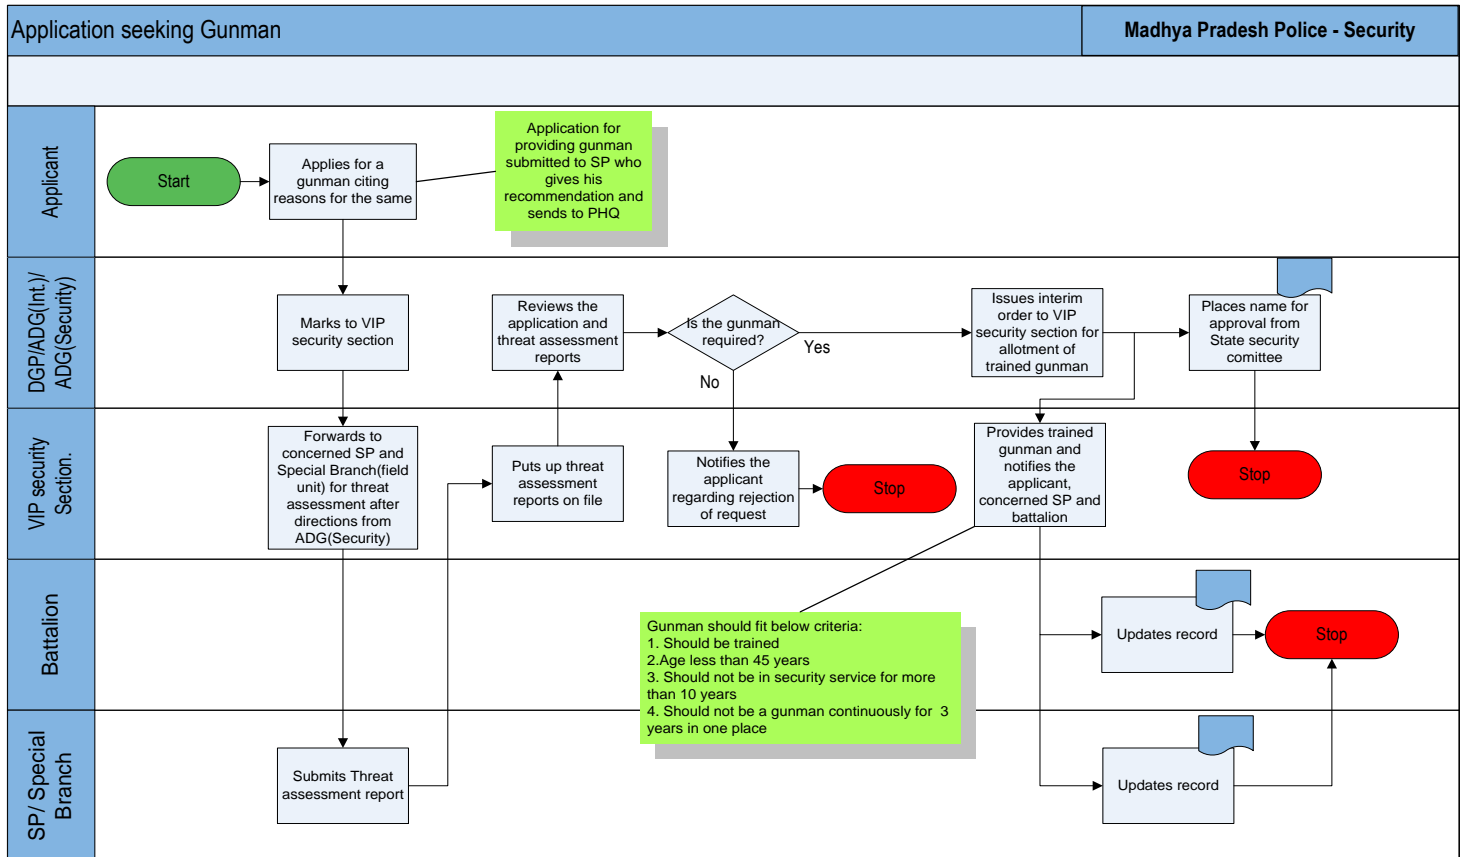 Application seeking Gunman
Madhya Pradesh Police - Security
Applicant
Start
Applies for a
gunman citing
reasons for the same
Application for
providing gunman
submitted to SP who
gives his
recommendation and
sends to PHQ
DGP/ADG(Int.)/
ADG(Security)
Marks to VIP
security section
Reviews the
application and
threat assessment
reports
Is the gunman
required?
Yes
No
Issues interim
order to VIP
security section for
allotment of
trained gunman
Places name for
approval from
State security
comittee
VIP security
Section.
Forwards to
concerned SP and
Special Branch(field
unit) for threat
assessment after
directions from
ADG(Security)
Puts up threat
assessment
reports on file
Notifies the
applicant
regarding rejection
of request
Stop
Provides trained
gunman and
notifies the
applicant,
concerned SP and
battalion
Stop
Battalion
Gunman should fit below criteria:
1. Should be trained
2.Age less than 45 years
3. Should not be in security service for more
than 10 years
4. Should not be a gunman continuously for  3
years in one place
Updates record
Stop
SP/ Special
Branch
Submits Threat
assessment report
Updates record